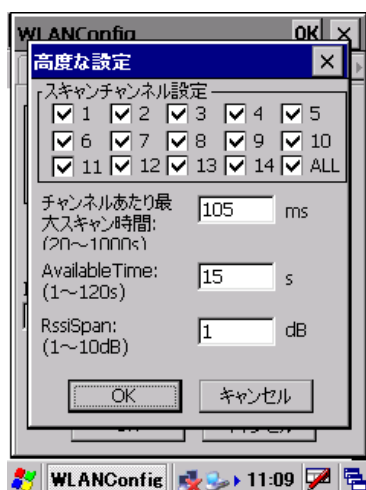 WLANConfig OK ×
高度な設定 ×
スキャンチャンネル設定
1 2 3 4 5
6 7 8 9 10
11 12 13 14 ALL
チャンネルあたり最
大スキャン時間:
(20～1000s)
105 ms
AvailableTime:
(1～120s)
15 s
RssiSpan:
(1～10dB)
1 dB
OK キャンセル
WLANConfig 11:09